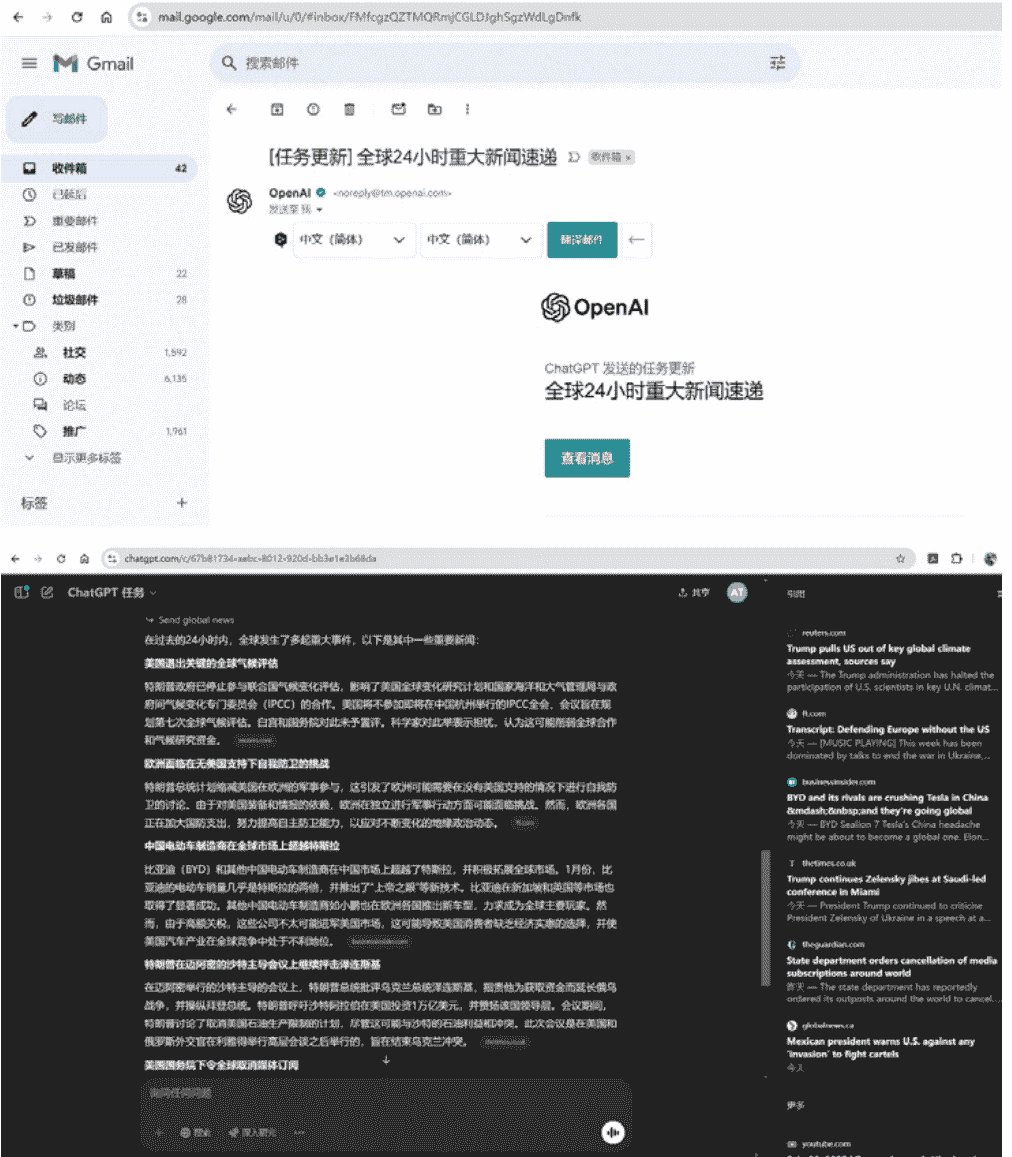 mail.google.com/mail/u/0/#inbox/FMfcgzQZTMQRmjCGLDJghSgzWdLgDnfk
Gmail
搜索邮件
写邮件
收件箱 42
已延后
重要邮件
已发邮件
草稿 22
垃圾邮件 28
类别
社交 1,592
动态 6,135
论坛
推广 1,961
显示更多标签
标签 +
[任务更新] 全球24小时重大新闻速递
收件箱 ×
OpenAI <noreply@tm.openai.com>
发送至 我
中文 (简体) 中文 (简体) 翻译邮件
OpenAI
ChatGPT 发送的任务更新
全球24小时重大新闻速递
查看消息
chatgpt.com/c/67b81734-aebc-8012-920d-bb3e1e3b68da
ChatGPT 任务 共享 AT
Send global news
在过去的24小时内，全球发生了多起重大事件，以下是其中一些重要新闻：
美国退出关键的全球气候评估
特朗普政府已停止参与联合国气候变化评估，影响了美国全球变化研究计划和国家海洋和大气管理局与政
府间气候变化专门委员会（IPCC）的合作。美国将不参加即将在中国杭州举行的IPCC全会，会议旨在规
划第七次全球气候评估。白宫和国务院对此未予置评。科学家对此举表示担忧，认为这可能削弱全球合作
和气候研究资金。
欧洲面临在无美国支持下自我防卫的挑战
特朗普总统计划缩减美国在欧洲的军事参与，这引发了欧洲可能需要在没有美国支持的情况下进行自我防
卫的讨论。由于对美国装备和情报的依赖，欧洲在独立进行军事行动方面可能面临挑战。然而，欧洲各国
正在加大国防支出，努力提高自主防卫能力，以应对不断变化的地缘政治动态。
中国电动车制造商在全球市场上超越特斯拉
比亚迪（BYD）和其他中国电动车制造商在中国市场上超越了特斯拉，并积极拓展全球市场。1月份，比
亚迪的电动车销量几乎是特斯拉的两倍，并推出了“上帝之眼”等新技术。比亚迪在新加坡和英国等市场也
取得了显著成功。其他中国电动车制造商如小鹏也在欧洲各国推出新车型，力求成为全球主要玩家。然
而，由于高额关税，这些公司不太可能进军美国市场，这可能导致美国消费者缺乏经济实惠的选择，并使
美国汽车产业在全球竞争中处于不利地位。
特朗普在迈阿密的沙特主导会议上继续抨击泽连斯基
在迈阿密举行的沙特主导的会议上，特朗普总统批评乌克兰总统泽连斯基，指责他为获取资金而延长俄乌
战争，并操纵拜登总统。特朗普呼吁沙特阿拉伯在美国投资1万亿美元，并赞扬该国领导层。会议期间，
特朗普讨论了取消美国石油生产限制的计划，尽管这可能与沙特的石油利益相冲突。此次会议是在美国和
俄罗斯外交官在利雅得举行高层会议之后举行的，旨在结束乌克兰冲突。
美国国务院下令全球取消媒体订阅
询问任何问题
搜索
深入研究
引用
reuters.com
Trump pulls US out of key global climate
assessment, sources say
今天 — The Trump administration has halted the
participation of U.S. scientists in key U.N. climat...
ft.com
Transcript: Defending Europe without the US
今天 — [MUSIC PLAYING] This week has been
dominated by talks to end the war in Ukraine,...
businessinsider.com
BYD and its rivals are crushing Tesla in China
&mdash;&nbsp;and they're going global
今天 — BYD Sealion 7 Tesla's China headache
might be about to become a global one. Elon...
thetimes.co.uk
Trump continues Zelensky jibes at Saudi-led
conference in Miami
今天 — President Trump continued to criticise
President Zelensky of Ukraine in a speech at a...
theguardian.com
State department orders cancellation of media
subscriptions around world
昨天 — The state department has reportedly
ordered its outposts around the world to cancel...
globalnews.ca
Mexican president warns U.S. against any
'invasion' to fight cartels
今天
更多
youtube.com